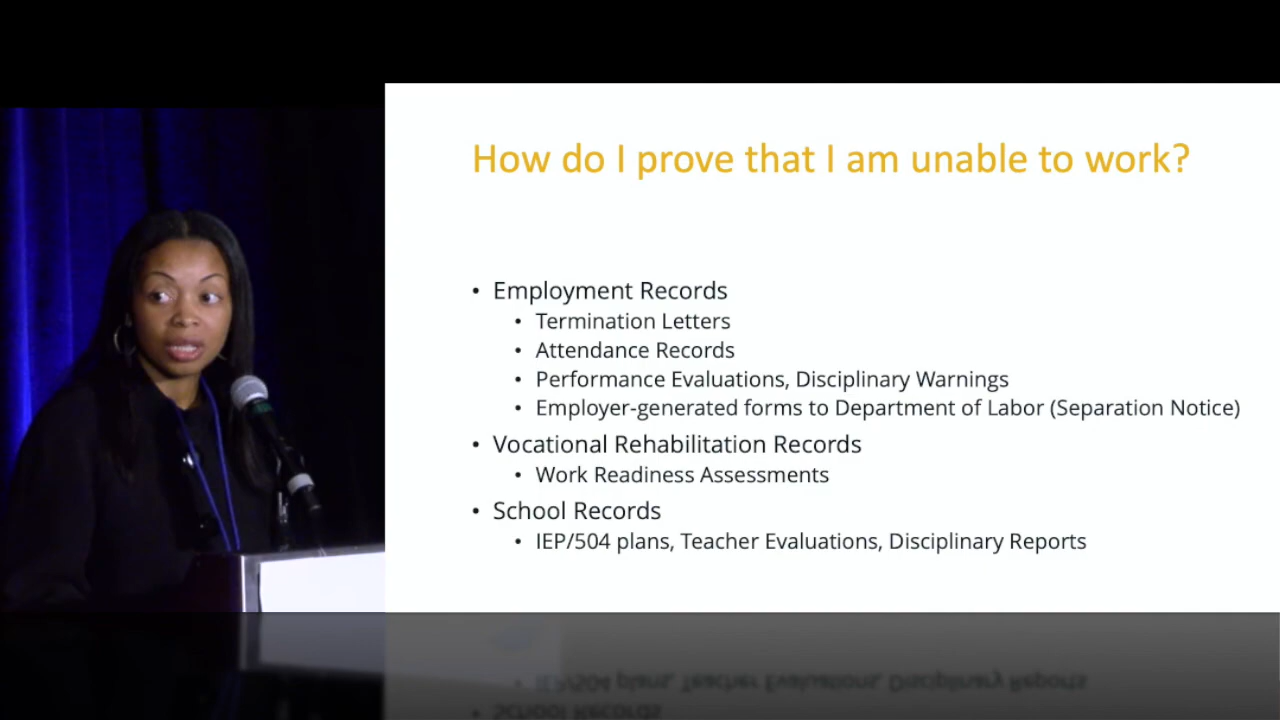 How do I prove that I am unable to work?
• Employment Records
• Termination Letters
• Attendance Records
• Performance Evaluations, Disciplinary Warnings
• Employer-generated forms to Department of Labor (Separation Notice)
• Vocational Rehabilitation Records
• Work Readiness Assessments
• School Records
• IEP/504 plans, Teacher Evaluations, Disciplinary Reports